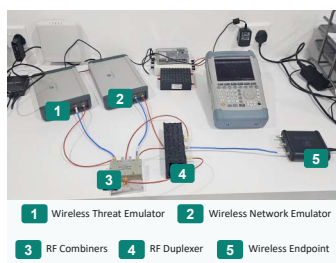 1
2
3
4
5
1 Wireless Threat Emulator 2 Wireless Network Emulator
3 RF Combiners 4 RF Duplexer 5 Wireless Endpoint